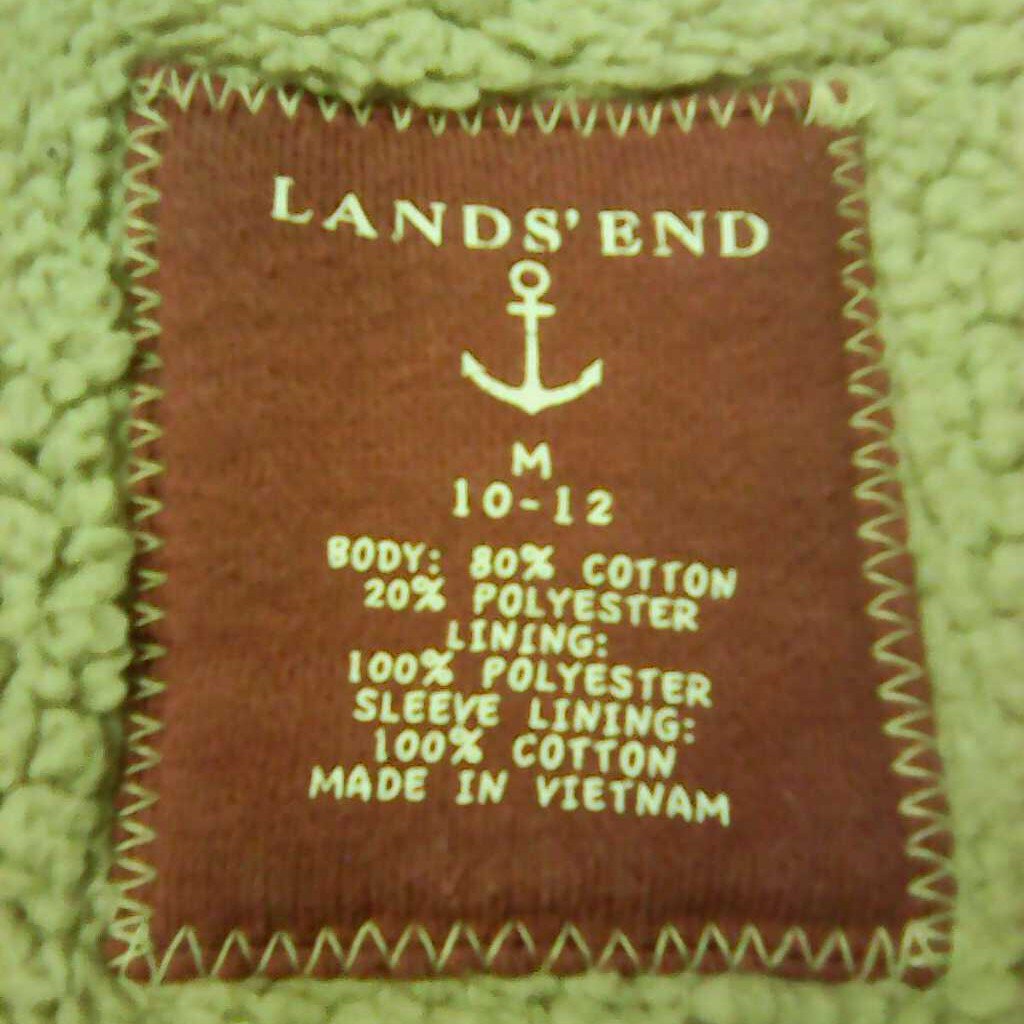 LANDS' END
M
10-12
BODY: 80% COTTON
20% POLYESTER
LINING:
100% POLYESTER
SLEEVE LINING:
100% COTTON
MADE IN VIETNAM